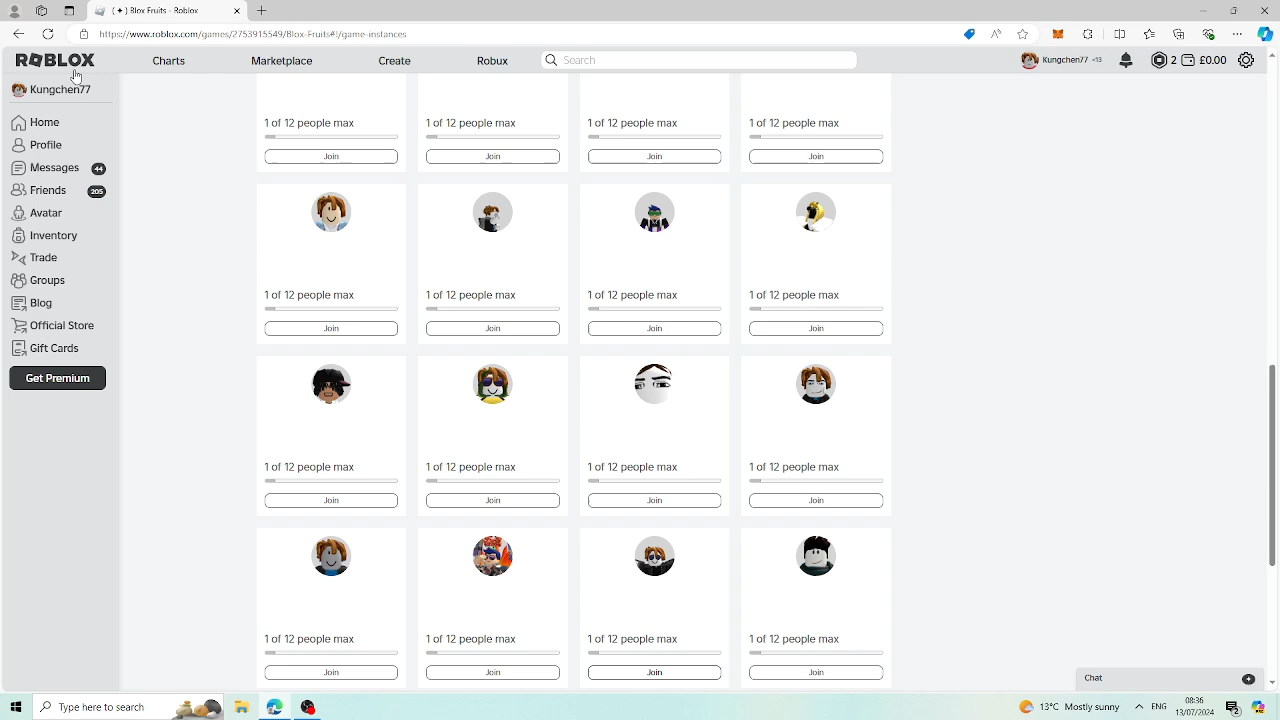 (✦) Blox Fruits - Roblox
https://www.roblox.com/games/2753915549/Blox-Fruits#!/game-instances
ROBLOX Charts Marketplace Create Robux Search Kungchen77 <13 2 £0.00
Kungchen77
Home
Profile
Messages 44
Friends 205
Avatar
Inventory
Trade
Groups
Blog
Official Store
Gift Cards
Get Premium
1 of 12 people max 1 of 12 people max 1 of 12 people max 1 of 12 people max
Join Join Join Join
1 of 12 people max 1 of 12 people max 1 of 12 people max 1 of 12 people max
Join Join Join Join
1 of 12 people max 1 of 12 people max 1 of 12 people max 1 of 12 people max
Join Join Join Join
1 of 12 people max 1 of 12 people max 1 of 12 people max 1 of 12 people max
Join Join Join Join
Chat
Type here to search 13°C Mostly sunny ENG 08:36
13/07/2024